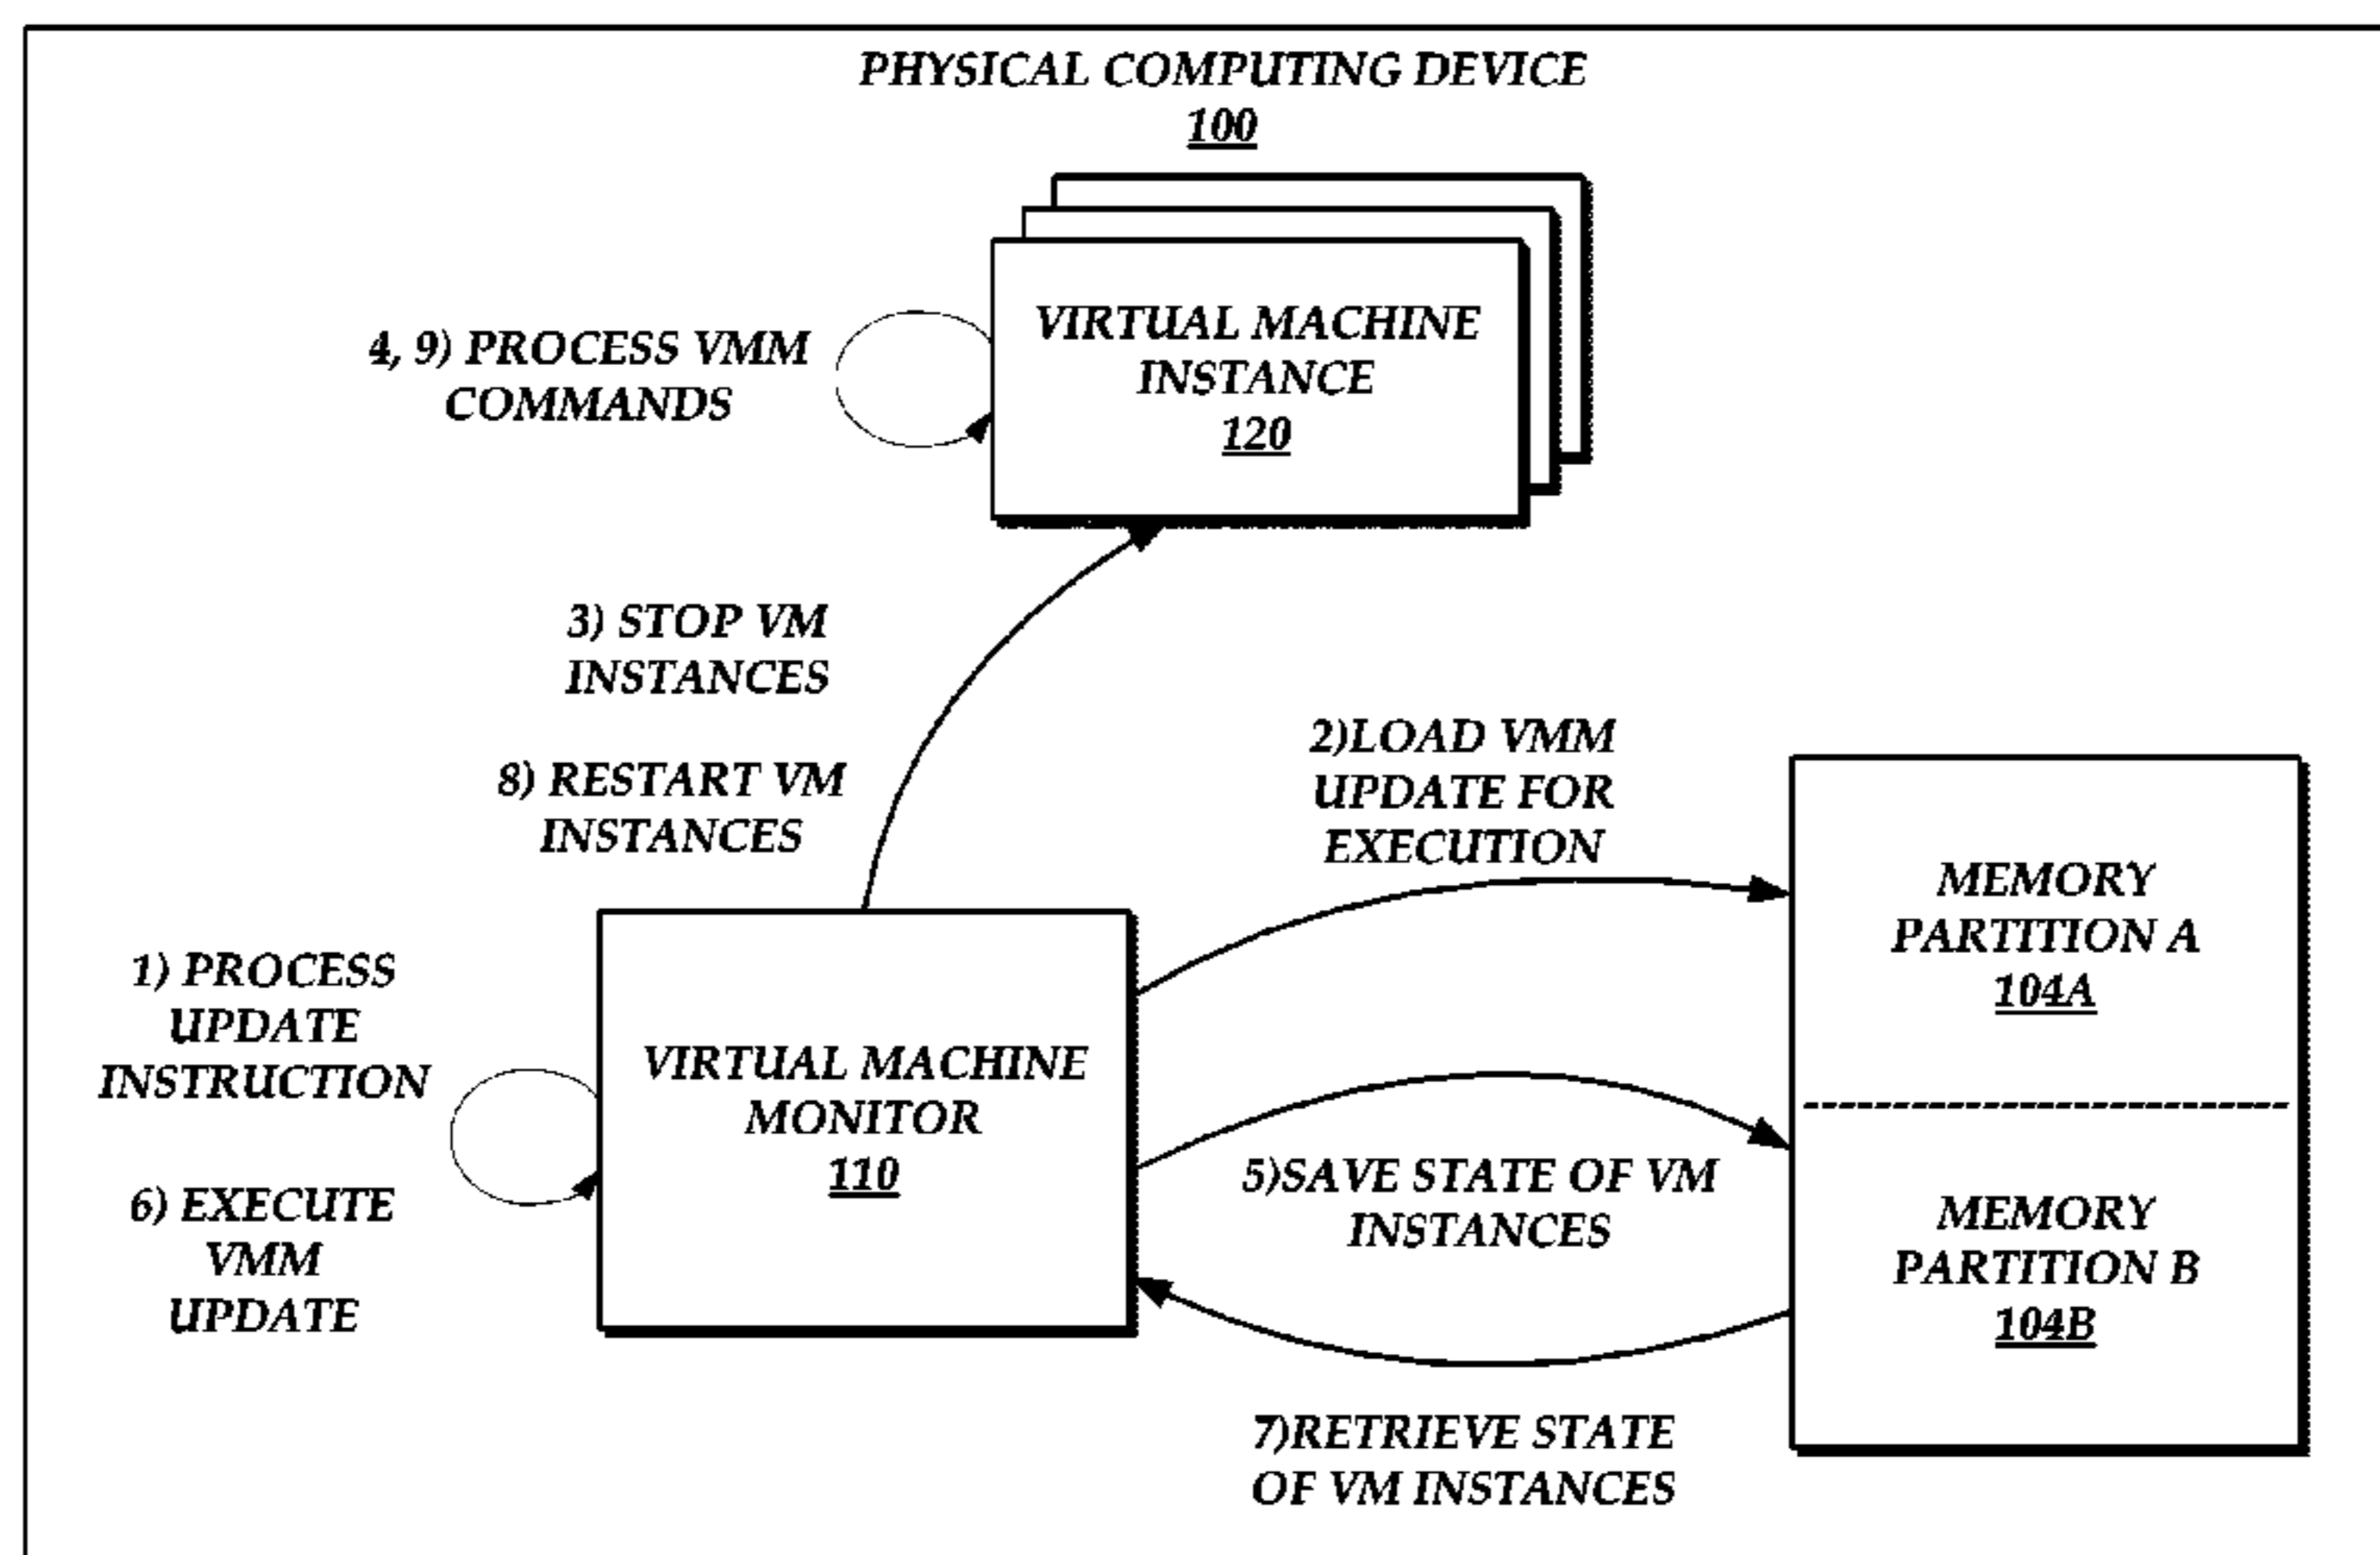 PHYSICAL COMPUTING DEVICE
100
VIRTUAL MACHINE
INSTANCE
120
4, 9) PROCESS VMM
COMMANDS
3) STOP VM
INSTANCES
8) RESTART VM
INSTANCES
2)LOAD VMM
UPDATE FOR
EXECUTION
MEMORY
PARTITION A
104A
1) PROCESS
UPDATE
INSTRUCTION
VIRTUAL MACHINE
MONITOR
110
6) EXECUTE
VMM
UPDATE
5)SAVE STATE OF VM
INSTANCES
MEMORY
PARTITION B
104B
7)RETRIEVE STATE
OF VM INSTANCES